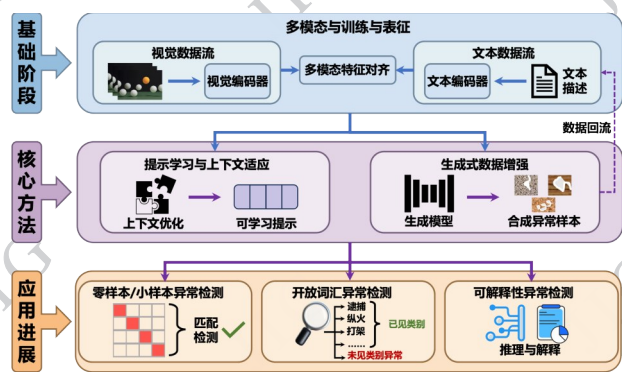 基础阶段
多模态与训练与表征
视觉数据流
视觉编码器
多模态特征对齐
文本数据流
文本编码器
文本
描述
数据回流
核心方法
提示学习与上下文适应
上下文优化
可学习提示
生成式数据增强
生成模型
合成异常样本
应用进展
零样本/小样本异常检测
匹配
检测
开放词汇异常检测
逮捕
纵火
打架
......
未见类别异常
已见类别
可解释性异常检测
推理与解释